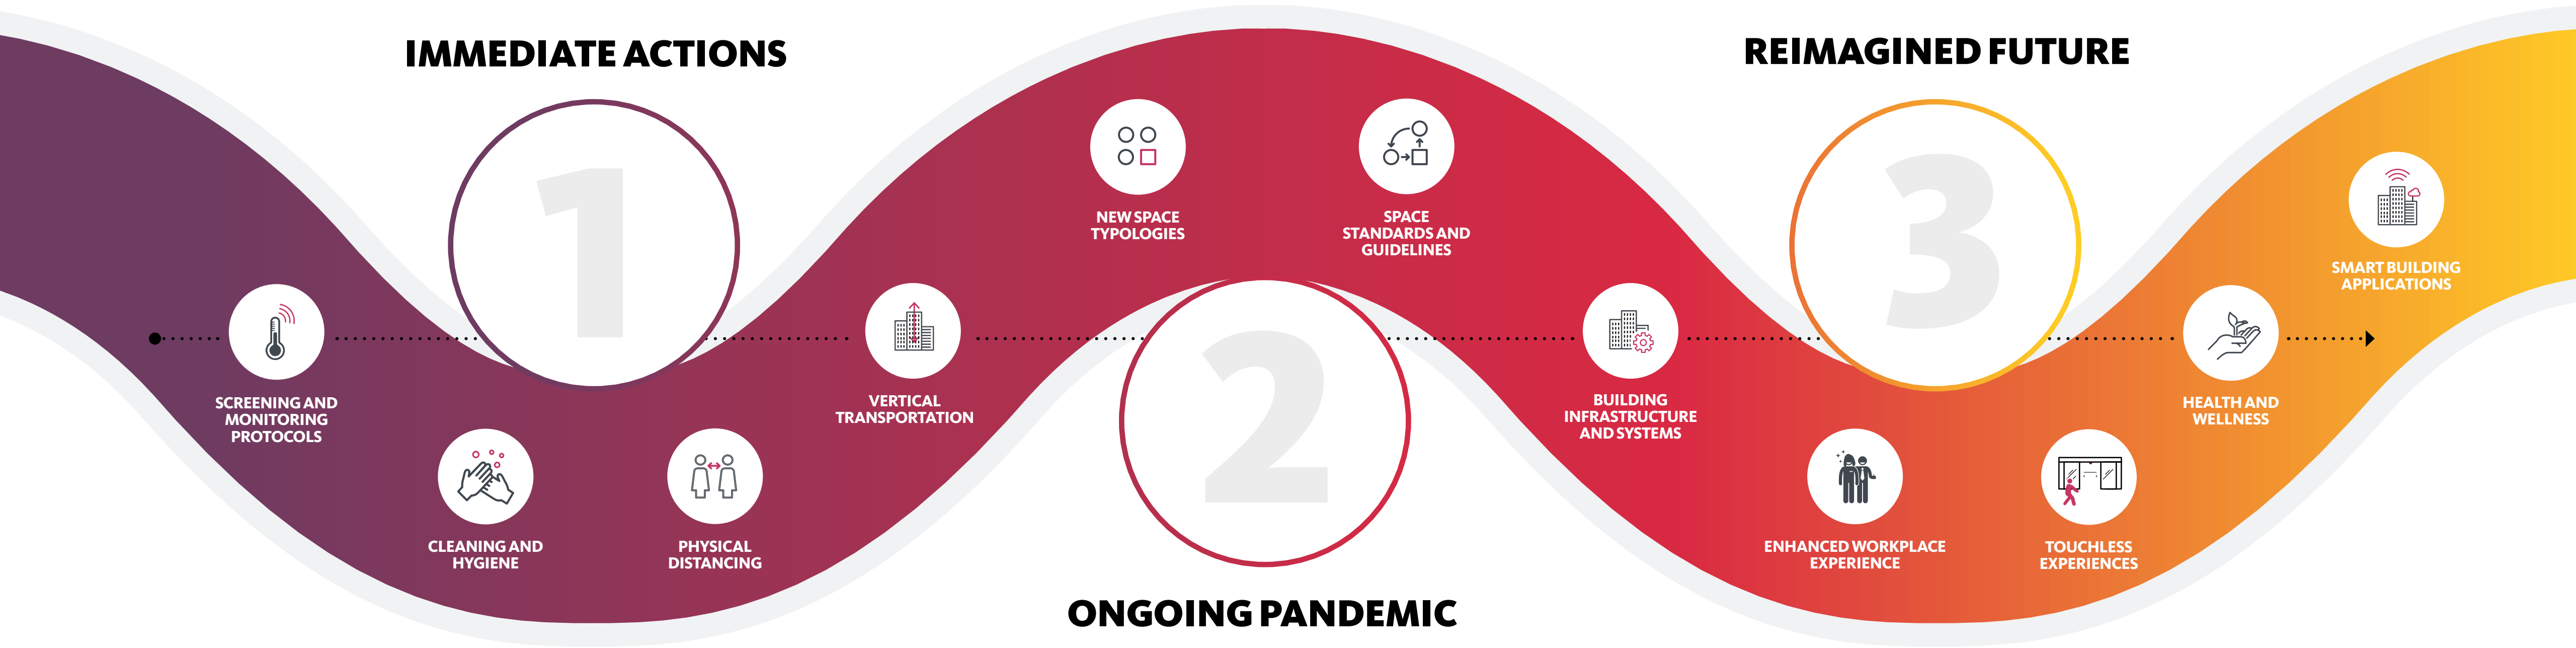 IMMEDIATE ACTIONS
1
SCREENING AND
MONITORING
PROTOCOLS
CLEANING AND
HYGIENE
PHYSICAL
DISTANCING
VERTICAL
TRANSPORTATION
NEW SPACE
TYPOLOGIES
SPACE
STANDARDS AND
GUIDELINES
2
ONGOING PANDEMIC
BUILDING
INFRASTRUCTURE
AND SYSTEMS
REIMAGINED FUTURE
3
ENHANCED WORKPLACE
EXPERIENCE
TOUCHLESS
EXPERIENCES
HEALTH AND
WELLNESS
SMART BUILDING
APPLICATIONS